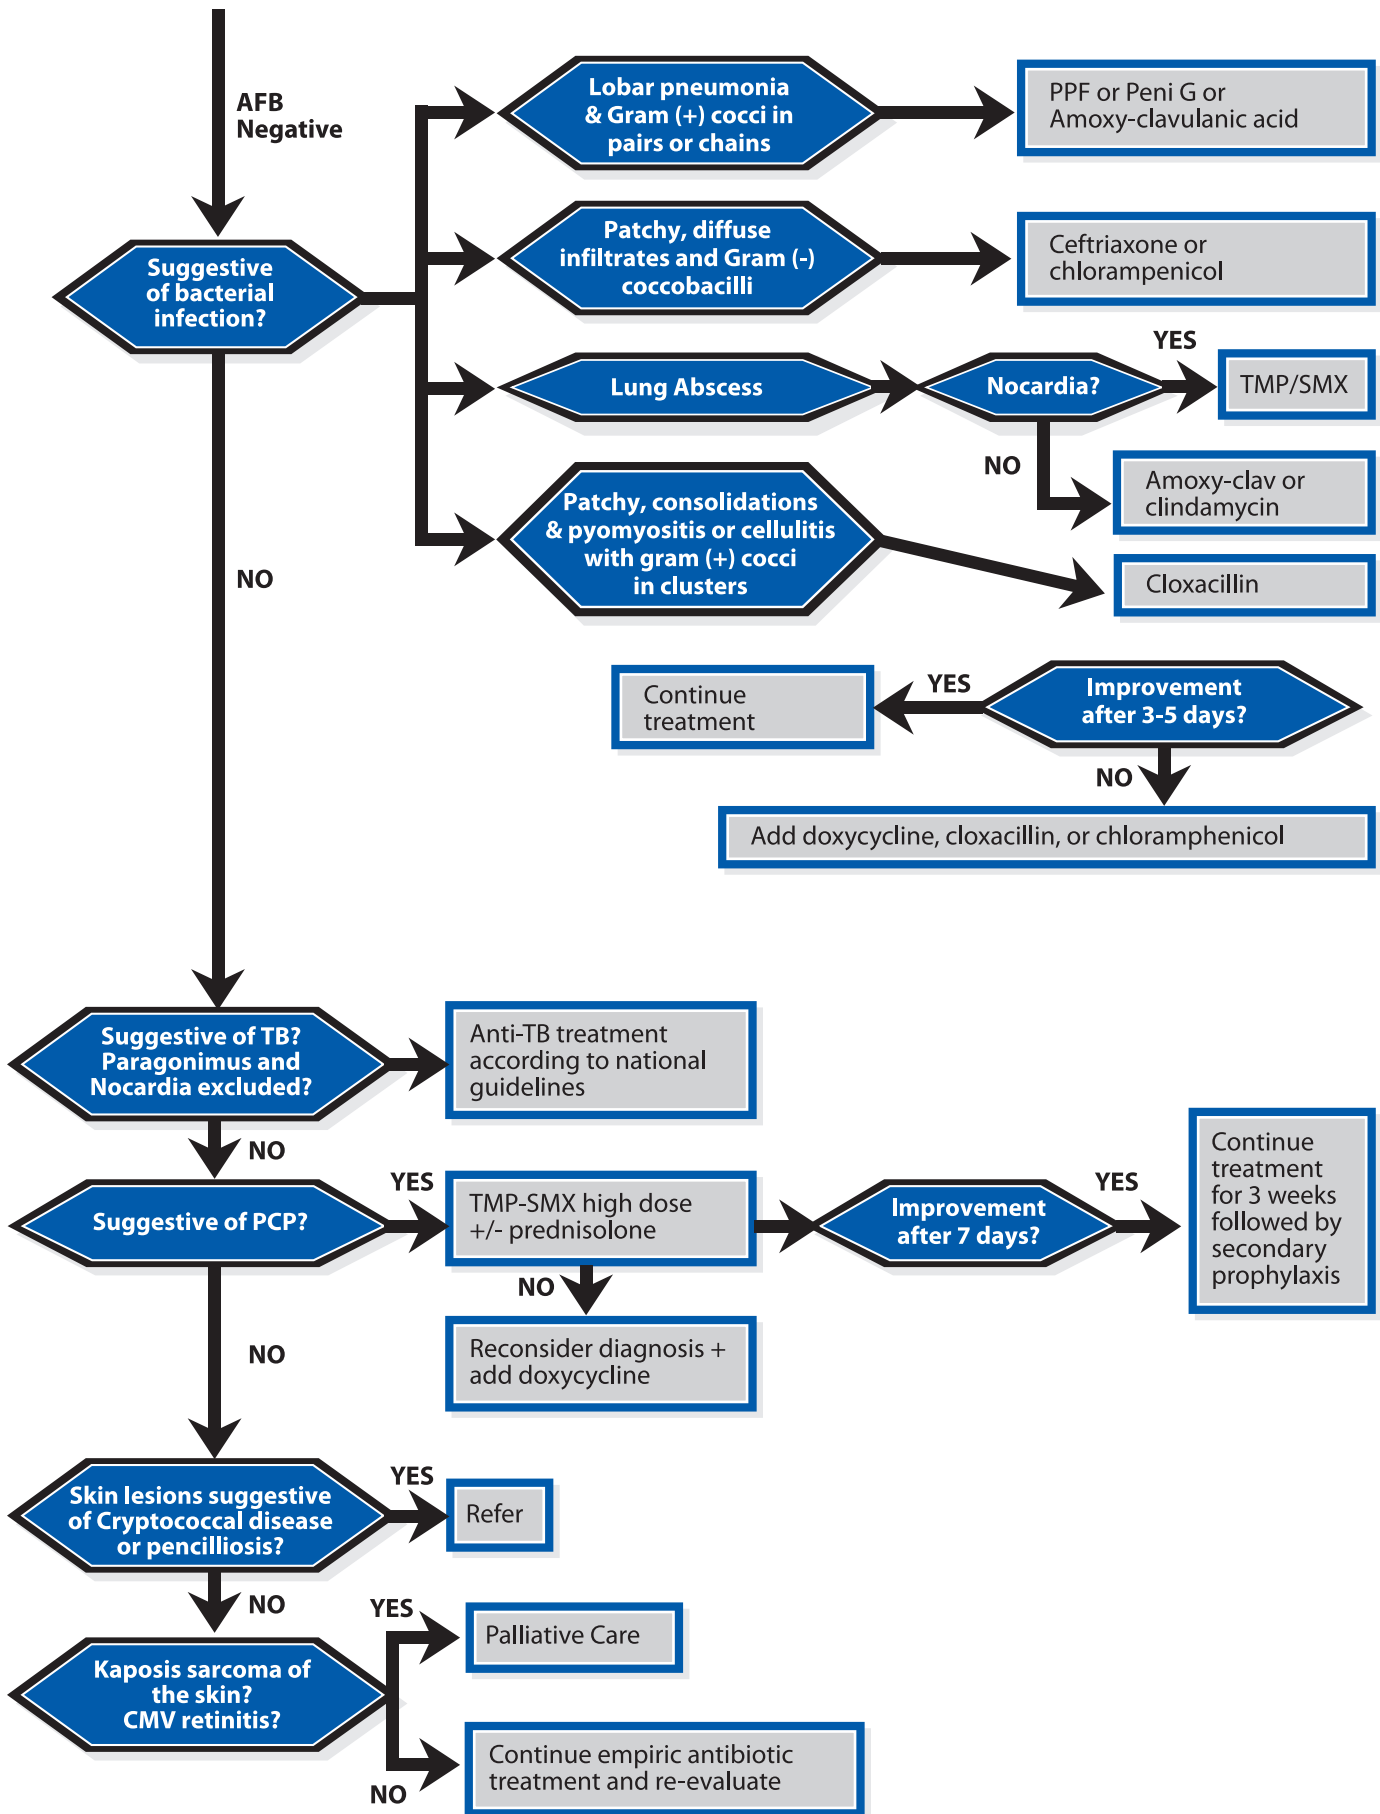 AFB
Negative
Suggestive
of bacterial
infection?
Lobar pneumonia
& Gram (+) cocci in
pairs or chains
PPF or Peni G or
Amoxy-clavulanic acid
Patchy, diffuse
infiltrates and Gram (-)
coccobacilli
Ceftriaxone or
chlorampenicol
Lung Abscess
Nocardia?
YES
TMP/SMX
NO
Amoxy-clav or
clindamycin
Patchy, consolidations
& pyomyositis or cellulitis
with gram (+) cocci
in clusters
Cloxacillin
NO
Improvement
after 3-5 days?
YES
Continue
treatment
NO
Add doxycycline, cloxacillin, or chloramphenicol
Suggestive of TB?
Paragonimus and
Nocardia excluded?
Anti-TB treatment
according to national
guidelines
NO
Suggestive of PCP?
YES
TMP-SMX high dose
+/- prednisolone
Improvement
after 7 days?
YES
Continue
treatment
for 3 weeks
followed by
secondary
prophylaxis
NO
Reconsider diagnosis +
add doxycycline
NO
Skin lesions suggestive
of Cryptococcal disease
or pencilliosis?
YES
Refer
NO
Kaposis sarcoma of
the skin?
CMV retinitis?
YES
Palliative Care
NO
Continue empiric antibiotic
treatment and re-evaluate